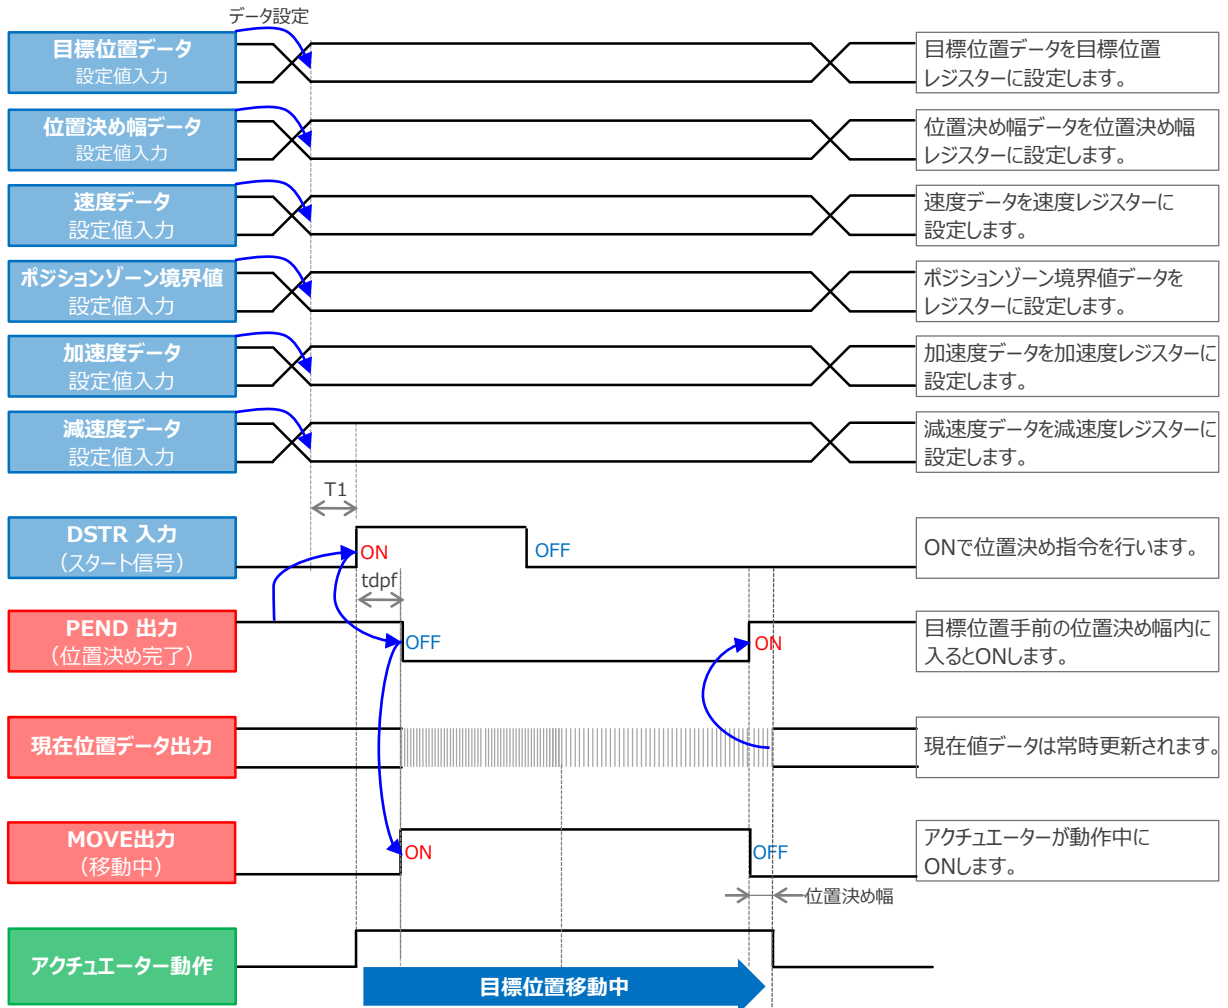 データ設定
目標位置データ
設定値入力
目標位置データを目標位置
レジスターに設定します。
位置決め幅データ
設定値入力
位置決め幅データを位置決め幅
レジスターに設定します。
速度データ
設定値入力
速度データを速度レジスターに
設定します。
ポジションゾーン境界値
設定値入力
ポジションゾーン境界値データを
レジスターに設定します。
加速度データ
設定値入力
加速度データを加速度レジスターに
設定します。
減速度データ
設定値入力
減速度データを減速度レジスターに
設定します。
T1
DSTR 入力
（スタート信号）
ON
OFF
ONで位置決め指令を行います。
tdpf
PEND 出力
（位置決め完了）
OFF
ON
目標位置手前の位置決め幅内に
入るとONします。
現在位置データ出力
現在値データは常時更新されます。
MOVE出力
（移動中）
ON
OFF
アクチュエーターが動作中に
ONします。
位置決め幅
アクチュエーター動作
目標位置移動中